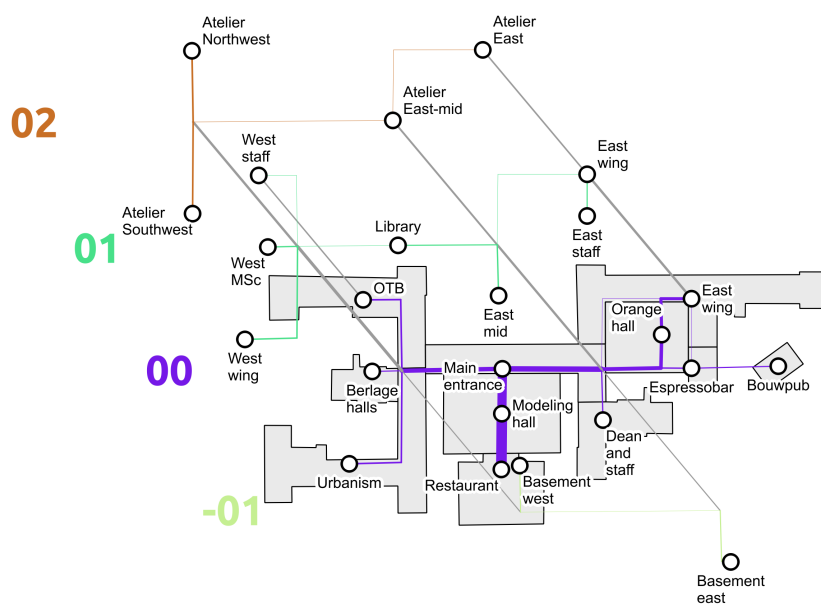 Atelier
Northwest
Atelier
East
02
Atelier
East-mid
West
staff
East
wing
Atelier
Southwest
01
Library
West
MSc
East
staff
OTB
East
wing
Orange
hall
East
mid
West
wing
00
Main
entrance
Berlage
halls
Espressobar
Bouwpub
Modeling
hall
Dean
and
staff
Urbanism
Restaurant
Basement
west
-01
Basement
east